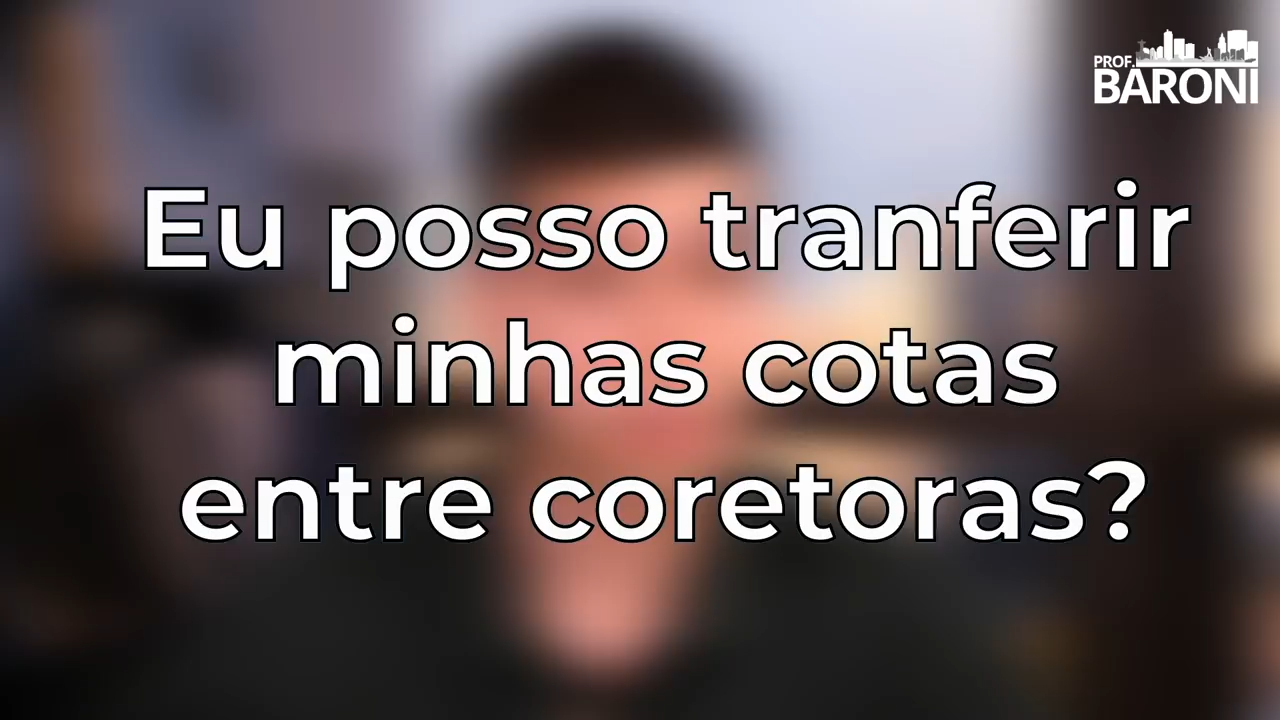 PROF.
BARONI
Eu posso tranferir
minhas cotas
entre coretoras?